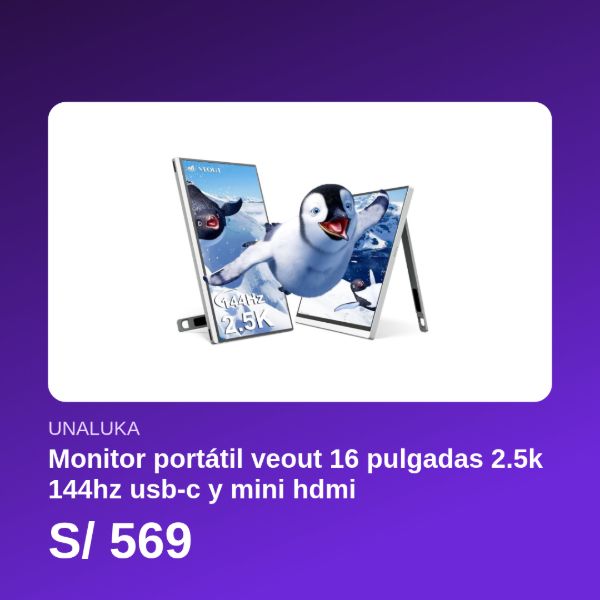 VEOUT
144Hz
2.5K
UNALUKA
Monitor portátil veout 16 pulgadas 2.5k
144hz usb-c y mini hdmi
S/ 569